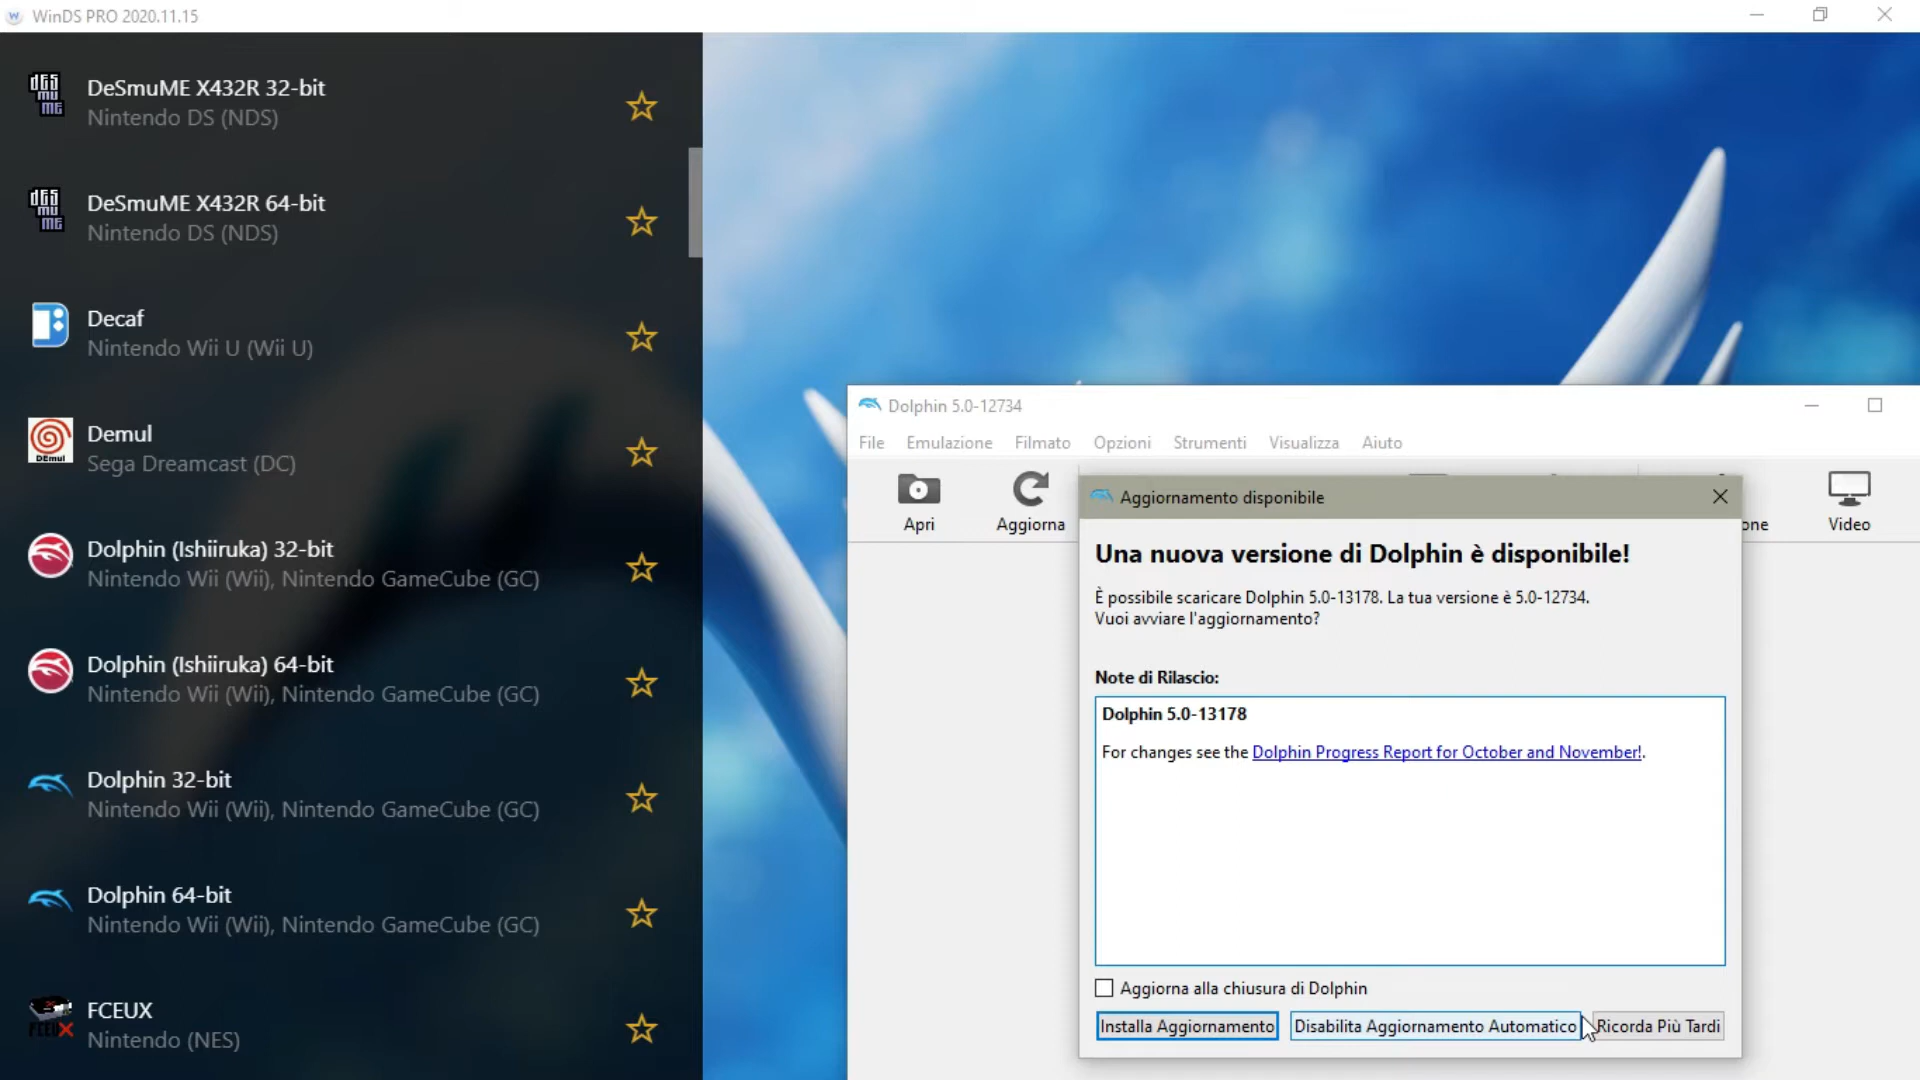 WinDS PRO 2020.11.15
DeSmuME X432R 32-bit
Nintendo DS (NDS)
DeSmuME X432R 64-bit
Nintendo DS (NDS)
Decaf
Nintendo Wii U (Wii U)
Demul
Sega Dreamcast (DC)
Dolphin (Ishiiruka) 32-bit
Nintendo Wii (Wii), Nintendo GameCube (GC)
Dolphin (Ishiiruka) 64-bit
Nintendo Wii (Wii), Nintendo GameCube (GC)
Dolphin 32-bit
Nintendo Wii (Wii), Nintendo GameCube (GC)
Dolphin 64-bit
Nintendo Wii (Wii), Nintendo GameCube (GC)
FCEUX
Nintendo (NES)
Dolphin 5.0-12734
File Emulazione Filmato Opzioni Strumenti Visualizza Aiuto
Apri Aggiorna one Video
Aggiornamento disponibile
Una nuova versione di Dolphin è disponibile!
È possibile scaricare Dolphin 5.0-13178. La tua versione è 5.0-12734.
Vuoi avviare l'aggiornamento?
Note di Rilascio:
Dolphin 5.0-13178
For changes see the Dolphin Progress Report for October and November!.
Aggiorna alla chiusura di Dolphin
Installa Aggiornamento Disabilita Aggiornamento Automatico Ricorda Più Tardi